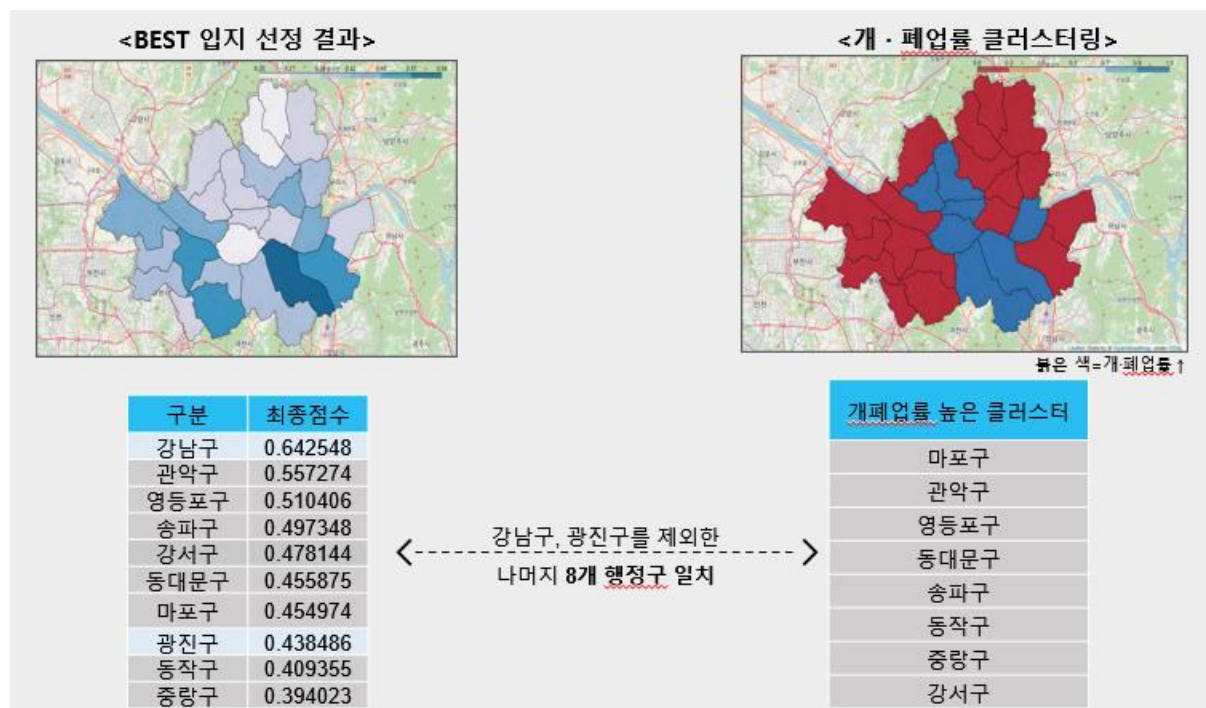 <BEST 입지 선정 결과>
<개 · 폐업률 클러스터링>
붉은 색=개·폐업률↑
구분 최종점수
강남구 0.642548
관악구 0.557274
영등포구 0.510406
송파구 0.497348
강서구 0.478144
동대문구 0.455875
마포구 0.454974
광진구 0.438486
동작구 0.409355
중랑구 0.394023
강남구, 광진구를 제외한
나머지 8개 행정구 일치
개폐업률 높은 클러스터
마포구
관악구
영등포구
동대문구
송파구
동작구
중랑구
강서구